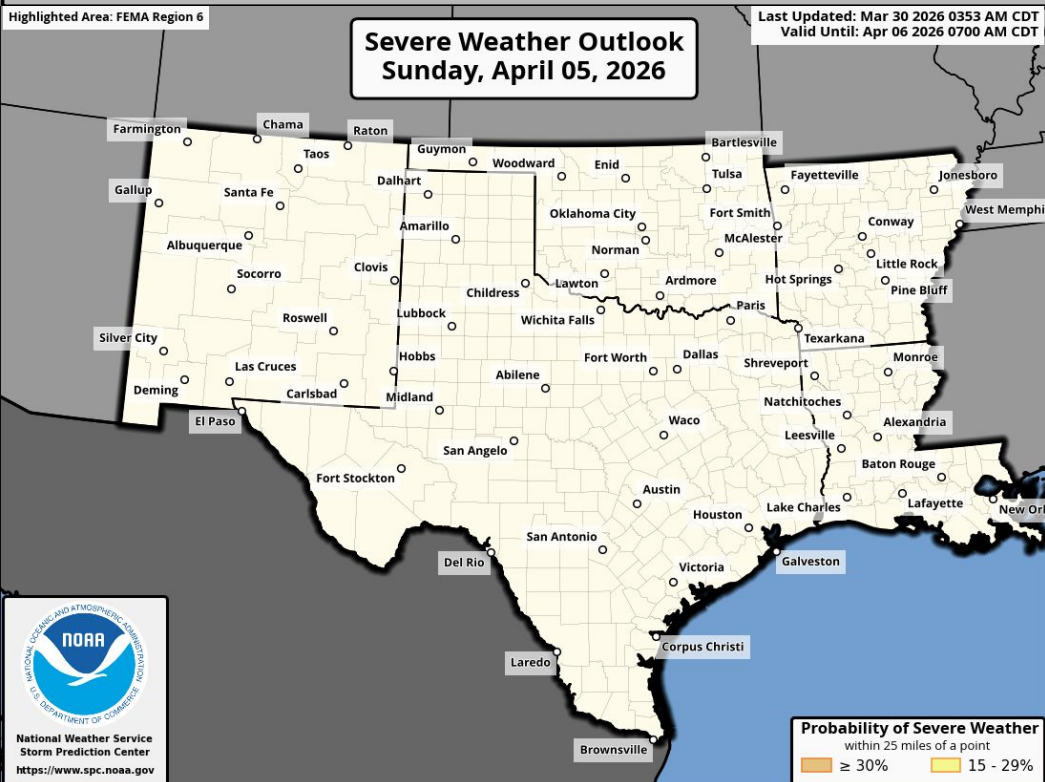 Highlighted Area: FEMA Region 6
Severe Weather Outlook
Sunday, April 05, 2026
Last Updated: Mar 30 2026 0353 AM CDT
Valid Until: Apr 06 2026 0700 AM CDT
Farmington
Chama
Raton
Taos
Guymon
Woodward
Enid
Bartlesville
Tulsa
Fayetteville
Jonesboro
Gallup
Santa Fe
Dalhart
Oklahoma City
Fort Smith
West Memphi
Albuquerque
Amarillo
Norman
McAlester
Conway
Little Rock
Socorro
Clovis
Childress
Lawton
Ardmore
Hot Springs
Pine Bluff
Roswell
Lubbock
Wichita Falls
Paris
Texarkana
Silver City
Las Cruces
Hobbs
Fort Worth
Dallas
Shreveport
Monroe
Deming
Carlsbad
Midland
Abilene
Natchitoches
El Paso
San Angelo
Waco
Leesville
Alexandria
Fort Stockton
Austin
Houston
Lake Charles
Baton Rouge
Lafayette
New Orl
Del Rio
San Antonio
Victoria
Galveston
Laredo
Corpus Christi
Brownsville
NATIONAL OCEANIC AND ATMOSPHERIC ADMINISTRATION
NOAA
U.S. DEPARTMENT OF COMMERCE
National Weather Service
Storm Prediction Center
https://www.spc.noaa.gov
Probability of Severe Weather
within 25 miles of a point
≥ 30%
15 - 29%